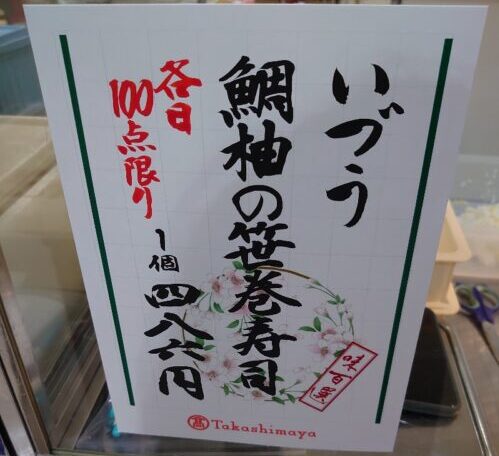 いづう
鯛柚の笹巻寿司
各日
100点限り
1個 四八六円
味百選
髙 Takashimaya